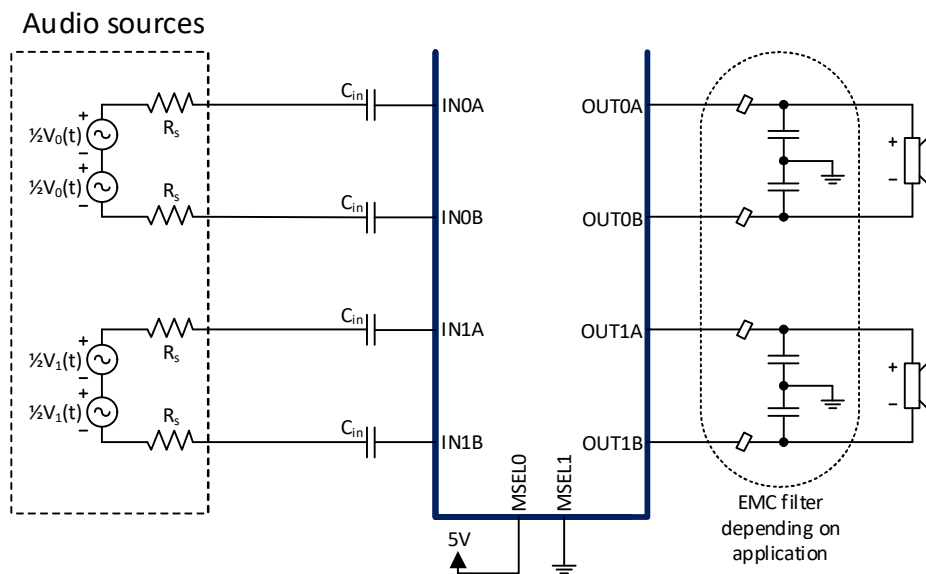 Audio sources
+
½V₀(t)
−
+
½V₀(t)
−
Rₛ
Rₛ
Cᵢₙ
Cᵢₙ
IN0A
IN0B
OUT0A
OUT0B
+
−
+
½V₁(t)
−
+
½V₁(t)
−
Rₛ
Rₛ
Cᵢₙ
Cᵢₙ
IN1A
IN1B
OUT1A
OUT1B
+
−
MSEL0
MSEL1
5V
EMC filter
depending on
application